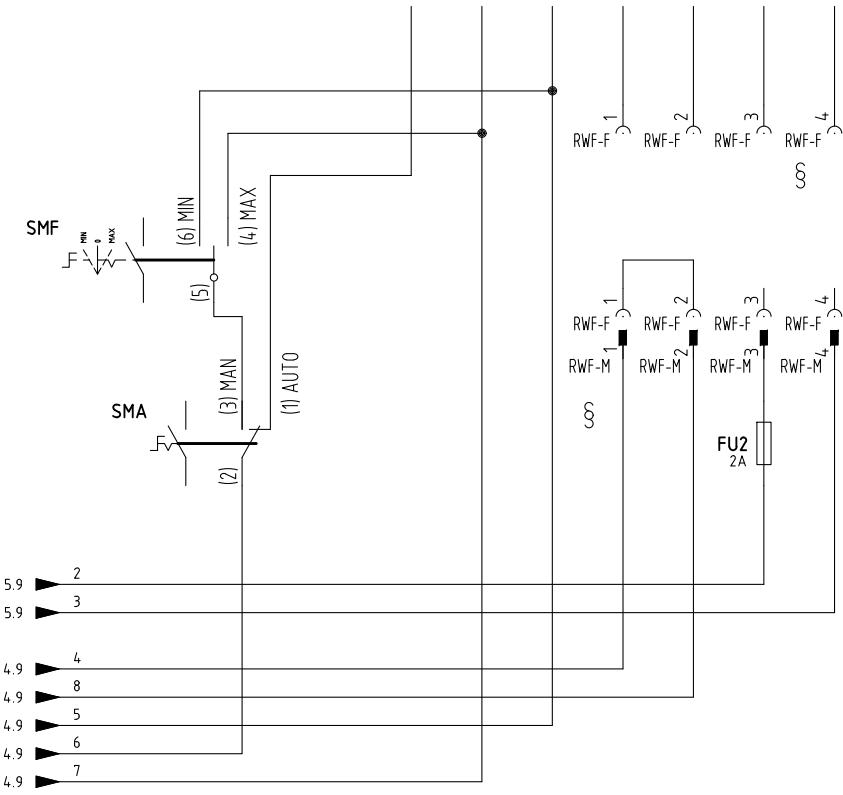 1 2 3 4
RWF-F RWF-F RWF-F RWF-F
§
(6) MIN
(4) MAX
SMF
MIN
0
MAX
(5)
1 2 3 4
RWF-F RWF-F RWF-F RWF-F
1 2 3 4
RWF-M RWF-M RWF-M RWF-M
§
(3) MAN
(1) AUTO
SMA
(2)
FU2
2A
5.9 2
5.9 3
4.9 4
4.9 8
4.9 5
4.9 6
4.9 7